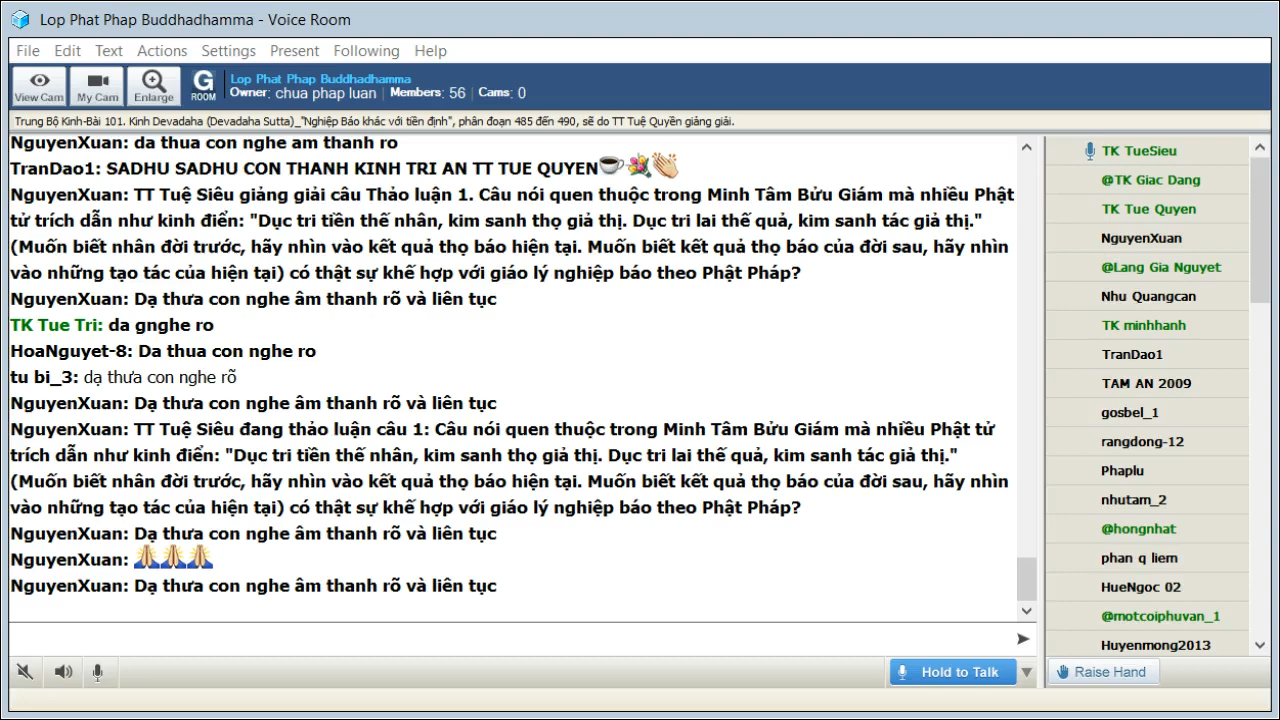 Lop Phat Phap Buddhadhamma - Voice Room
File Edit Text Actions Settings Present Following Help
View Cam
My Cam
Enlarge
G
ROOM
Lop Phat Phap Buddhadhamma
Owner: chua phap luan | Members: 56 | Cams: 0
Trung Bộ Kinh-Bài 101. Kinh Devadaha (Devadaha Sutta)_"Nghiệp Báo khác với tiền định", phân đoạn 485 đến 490, sẽ do TT Tuệ Quyền giảng giải.
NguyenXuan: da thua con nghe am thanh ro
TranDao1: SADHU SADHU CON THANH KINH TRI AN TT TUE QUYEN
NguyenXuan: TT Tuệ Siêu giảng giải câu Thảo luận 1. Câu nói quen thuộc trong Minh Tâm Bửu Giám mà nhiều Phật
tử trích dẫn như kinh điển: "Dục tri tiền thế nhân, kim sanh thọ giả thị. Dục tri lai thế quả, kim sanh tác giả thị."
(Muốn biết nhân đời trước, hãy nhìn vào kết quả thọ báo hiện tại. Muốn biết kết quả thọ báo của đời sau, hãy nhìn
vào những tạo tác của hiện tại) có thật sự khế hợp với giáo lý nghiệp báo theo Phật Pháp?
NguyenXuan: Dạ thưa con nghe âm thanh rõ và liên tục
TK Tue Tri: da gnghe ro
HoaNguyet-8: Da thua con nghe ro
tu bi_3: dạ thưa con nghe rõ
NguyenXuan: Dạ thưa con nghe âm thanh rõ và liên tục
NguyenXuan: TT Tuệ Siêu đang thảo luận câu 1: Câu nói quen thuộc trong Minh Tâm Bửu Giám mà nhiều Phật tử
trích dẫn như kinh điển: "Dục tri tiền thế nhân, kim sanh thọ giả thị. Dục tri lai thế quả, kim sanh tác giả thị."
(Muốn biết nhân đời trước, hãy nhìn vào kết quả thọ báo hiện tại. Muốn biết kết quả thọ báo của đời sau, hãy nhìn
vào những tạo tác của hiện tại) có thật sự khế hợp với giáo lý nghiệp báo theo Phật Pháp?
NguyenXuan: Dạ thưa con nghe âm thanh rõ và liên tục
NguyenXuan: 🙏🙏🙏
NguyenXuan: Dạ thưa con nghe âm thanh rõ và liên tục
TK TueSieu
@TK Giac Dang
TK Tue Quyen
NguyenXuan
@Lang Gia Nguyet
Nhu Quangcan
TK minhhanh
TranDao1
TAM AN 2009
gosbel_1
rangdong-12
Phaplu
nhutam_2
@hongnhat
phan q liem
HueNgoc 02
@motcoiphuvan_1
Huyenmong2013
Hold to Talk
Raise Hand